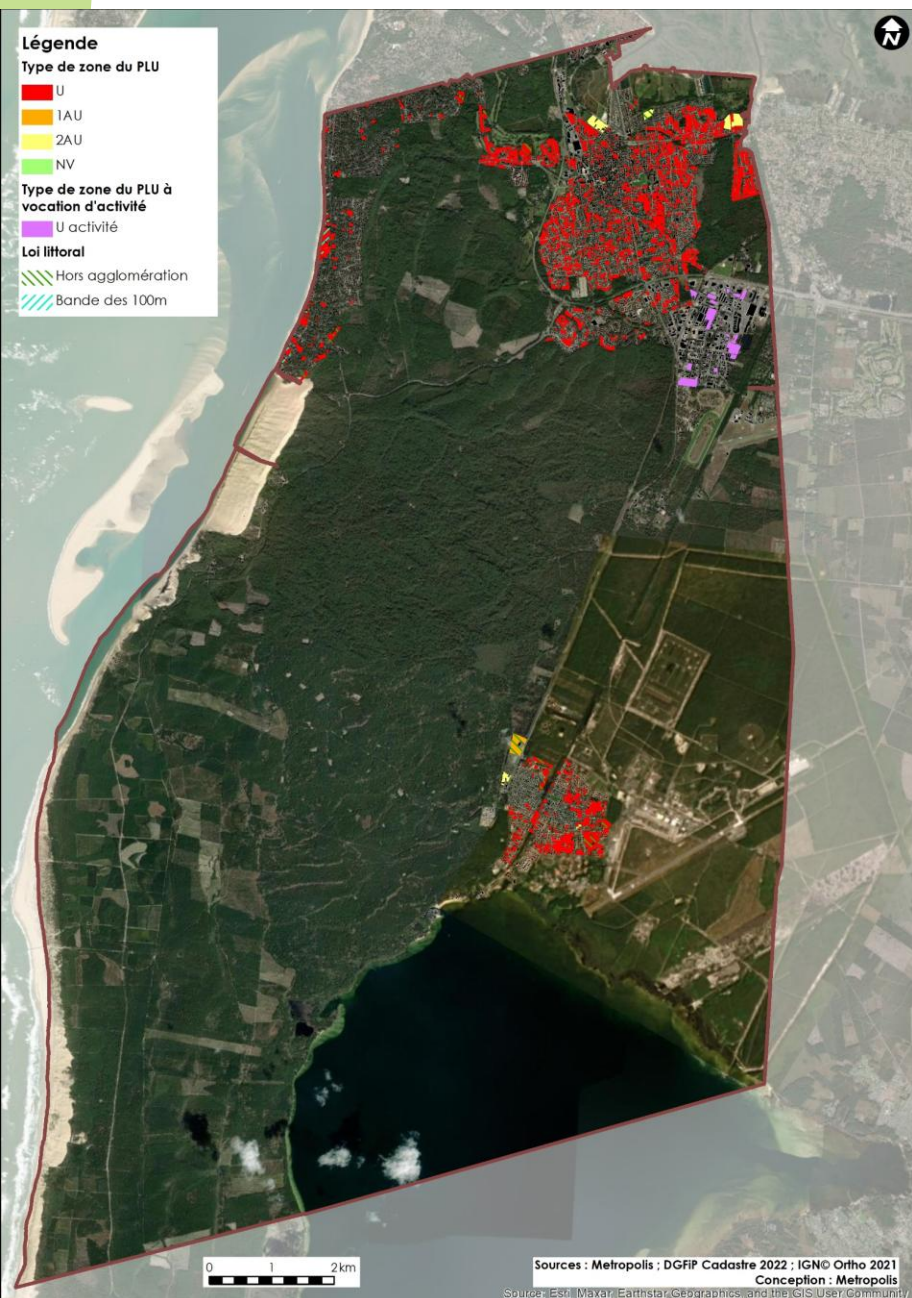 N
Légende
Type de zone du PLU
U
1AU
2AU
NV
Type de zone du PLU à
vocation d'activité
U activité
Loi littoral
Hors agglomération
Bande des 100m
0 1 2km
Sources : Metropolis ; DGFiP Cadastre 2022 ; IGN© Ortho 2021
Conception : Metropolis
Source: Esri, Maxar, Earthstar Geographics, and the GIS User Community